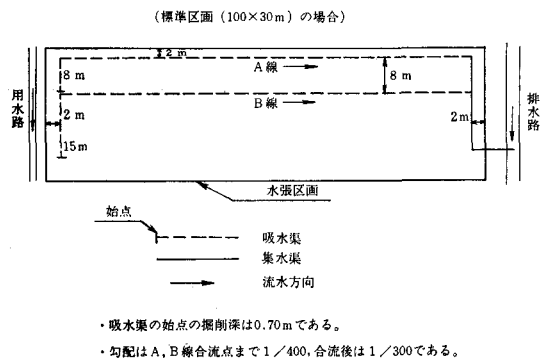 (標準区画(100×30m)の場合)
2m
A線
8m
8m
B線
用水路
2m
2m
排水路
15m
水張区画
始点
吸水渠
集水渠
流水方向
・吸水渠の始点の掘削深は0.70mである。
・勾配はA,B線合流点まで1/400,合流後は1/300である。